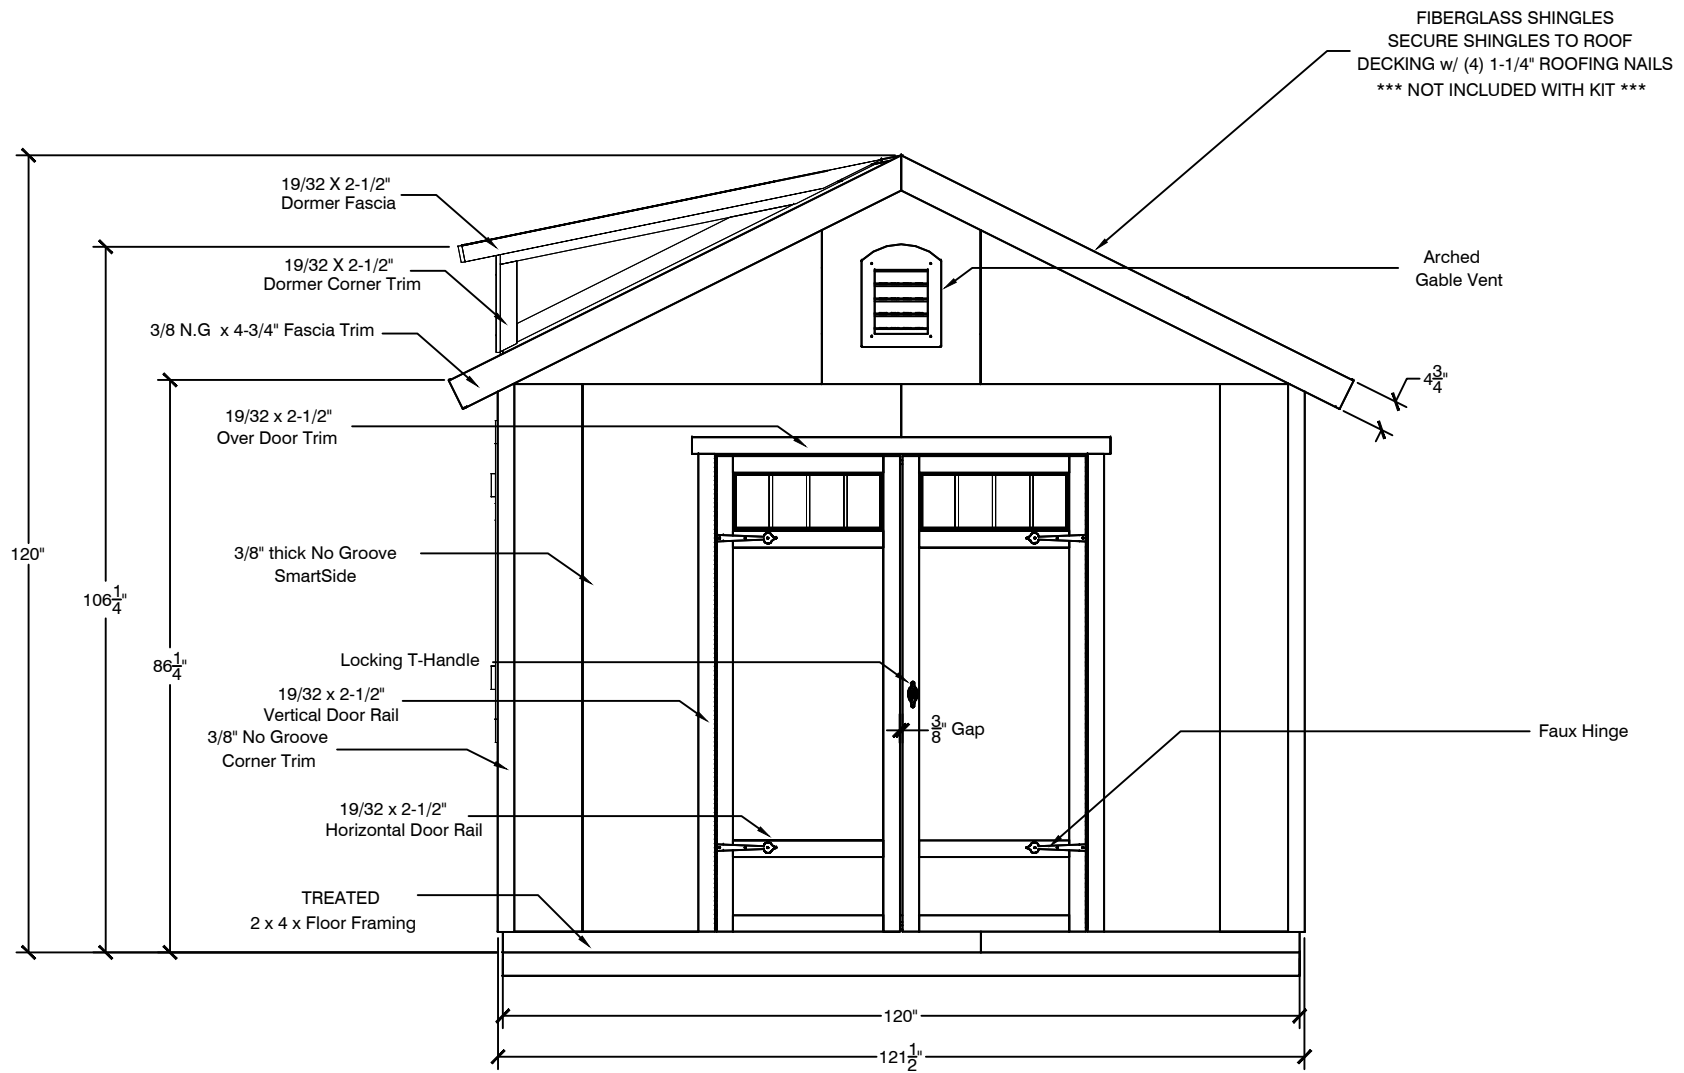 FIBERGLASS SHINGLES
SECURE SHINGLES TO ROOF
DECKING w/ (4) 1-1/4" ROOFING NAILS
*** NOT INCLUDED WITH KIT ***
19/32 X 2-1/2"
Dormer Fascia
19/32 X 2-1/2"
Dormer Corner Trim
3/8 N.G x 4-3/4" Fascia Trim
Arched
Gable Vent
4 3/4"
19/32 x 2-1/2"
Over Door Trim
120"
3/8" thick No Groove
SmartSide
106 1/4"
86 1/4"
Locking T-Handle
19/32 x 2-1/2"
Vertical Door Rail
3/8" Gap
3/8" No Groove
Corner Trim
Faux Hinge
19/32 x 2-1/2"
Horizontal Door Rail
TREATED
2 x 4 x Floor Framing
120"
121 1/2"